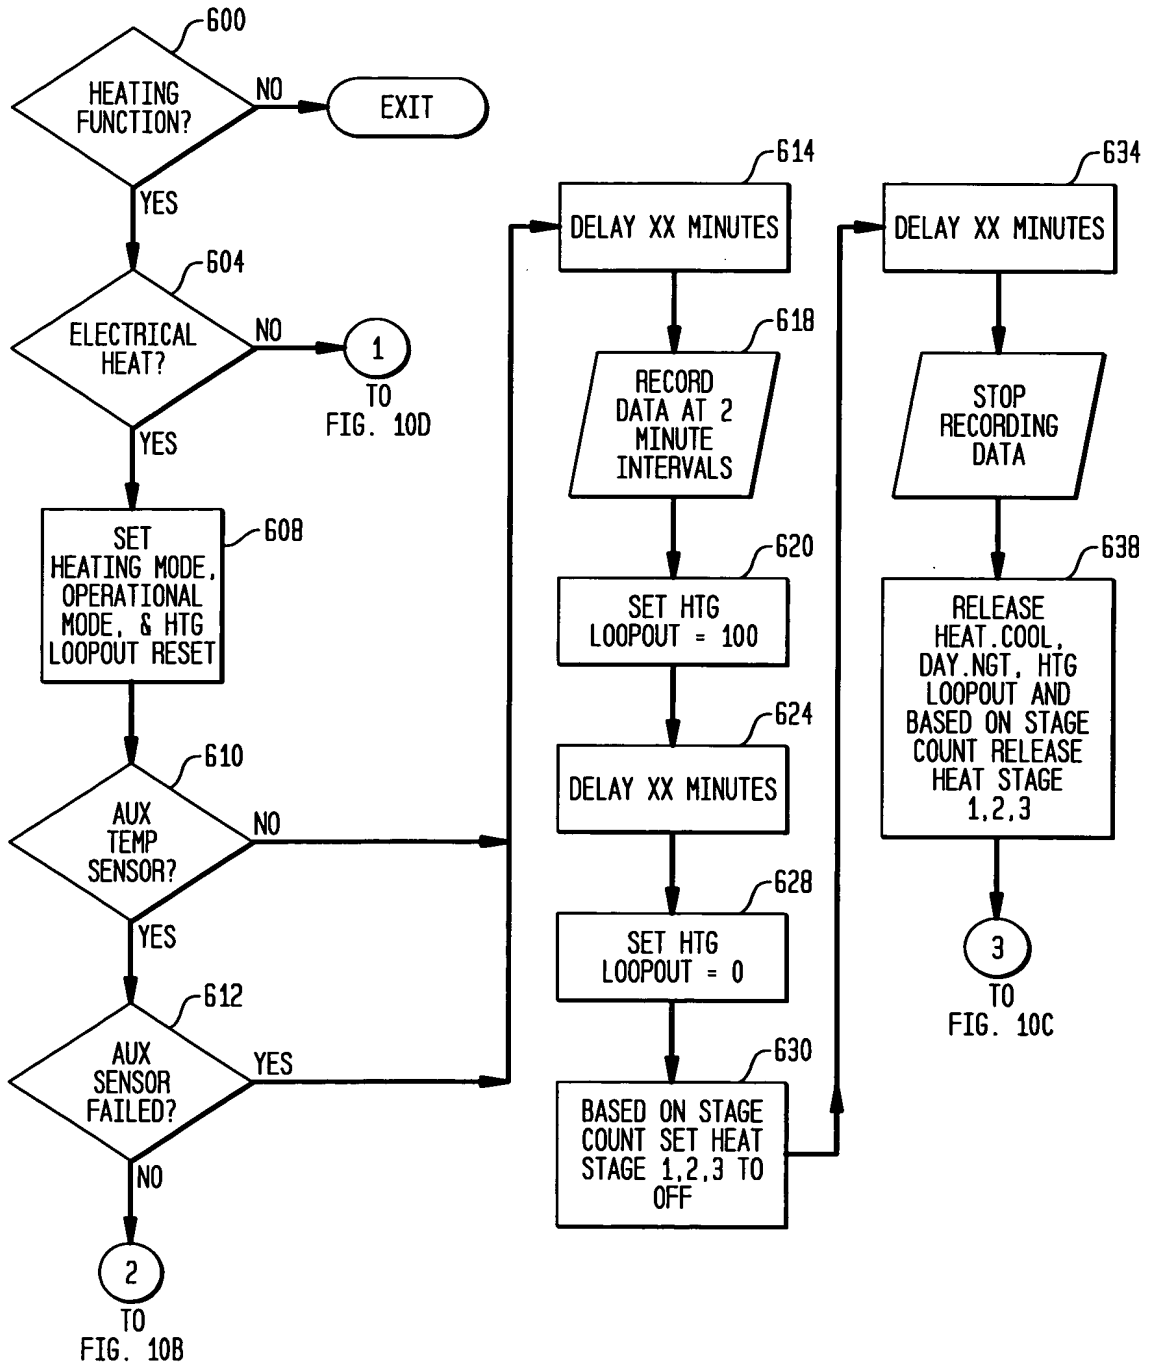 600
HEATING
FUNCTION?
NO
EXIT
YES
604
ELECTRICAL
HEAT?
NO
1
TO
FIG. 10D
YES
608
SET
HEATING MODE,
OPERATIONAL
MODE, & HTG
LOOPOUT RESET
610
AUX
TEMP
SENSOR?
NO
YES
612
AUX
SENSOR
FAILED?
YES
NO
2
TO
FIG. 10B
614
DELAY XX MINUTES
618
RECORD
DATA AT 2
MINUTE
INTERVALS
620
SET HTG
LOOPOUT = 100
624
DELAY XX MINUTES
628
SET HTG
LOOPOUT = 0
630
BASED ON STAGE
COUNT SET HEAT
STAGE 1,2,3 TO
OFF
634
DELAY XX MINUTES
STOP
RECORDING
DATA
638
RELEASE
HEAT.COOL,
DAY.NGT, HTG
LOOPOUT AND
BASED ON STAGE
COUNT RELEASE
HEAT STAGE
1,2,3
3
TO
FIG. 10C